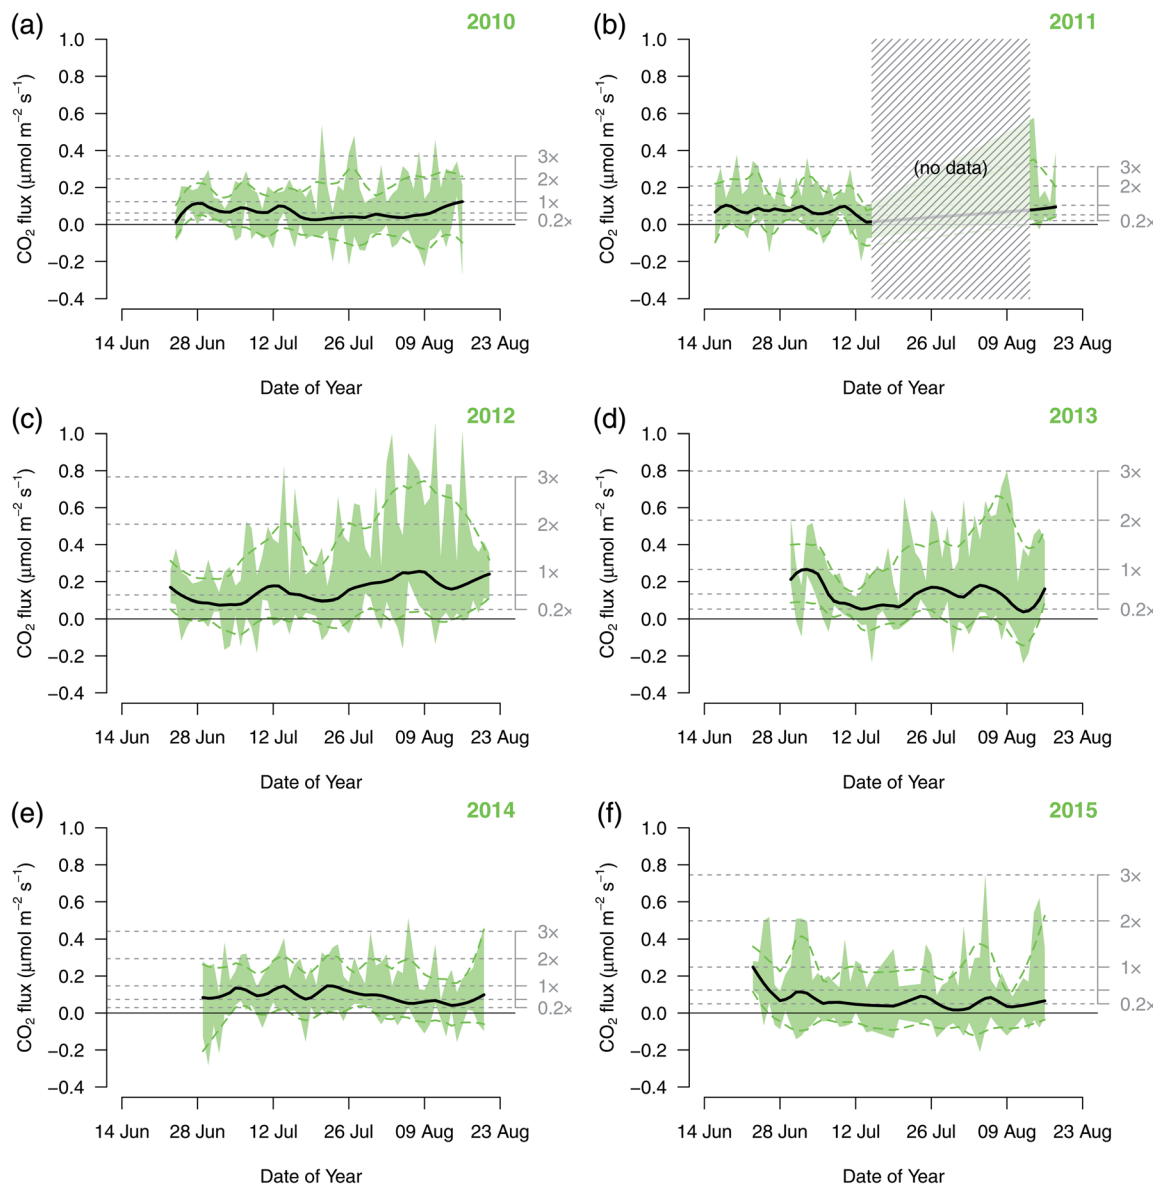 (a) 2010
CO2 flux (μmol m−2 s−1)
1.0
0.8
0.6
0.4
0.2
0.0
−0.2
−0.4
3×
2×
1×
0.2×
14 Jun 28 Jun 12 Jul 26 Jul 09 Aug 23 Aug
Date of Year
(b) 2011
CO2 flux (μmol m−2 s−1)
1.0
0.8
0.6
0.4
0.2
0.0
−0.2
−0.4
(no data)
3×
2×
0.2×
14 Jun 28 Jun 12 Jul 26 Jul 09 Aug 23 Aug
Date of Year
(c) 2012
CO2 flux (μmol m−2 s−1)
1.0
0.8
0.6
0.4
0.2
0.0
−0.2
−0.4
3×
2×
1×
0.2×
14 Jun 28 Jun 12 Jul 26 Jul 09 Aug 23 Aug
Date of Year
(d) 2013
CO2 flux (μmol m−2 s−1)
1.0
0.8
0.6
0.4
0.2
0.0
−0.2
−0.4
3×
2×
1×
0.2×
14 Jun 28 Jun 12 Jul 26 Jul 09 Aug 23 Aug
Date of Year
(e) 2014
CO2 flux (μmol m−2 s−1)
1.0
0.8
0.6
0.4
0.2
0.0
−0.2
−0.4
3×
2×
1×
0.2×
14 Jun 28 Jun 12 Jul 26 Jul 09 Aug 23 Aug
Date of Year
(f) 2015
CO2 flux (μmol m−2 s−1)
1.0
0.8
0.6
0.4
0.2
0.0
−0.2
−0.4
3×
2×
1×
0.2×
14 Jun 28 Jun 12 Jul 26 Jul 09 Aug 23 Aug
Date of Year